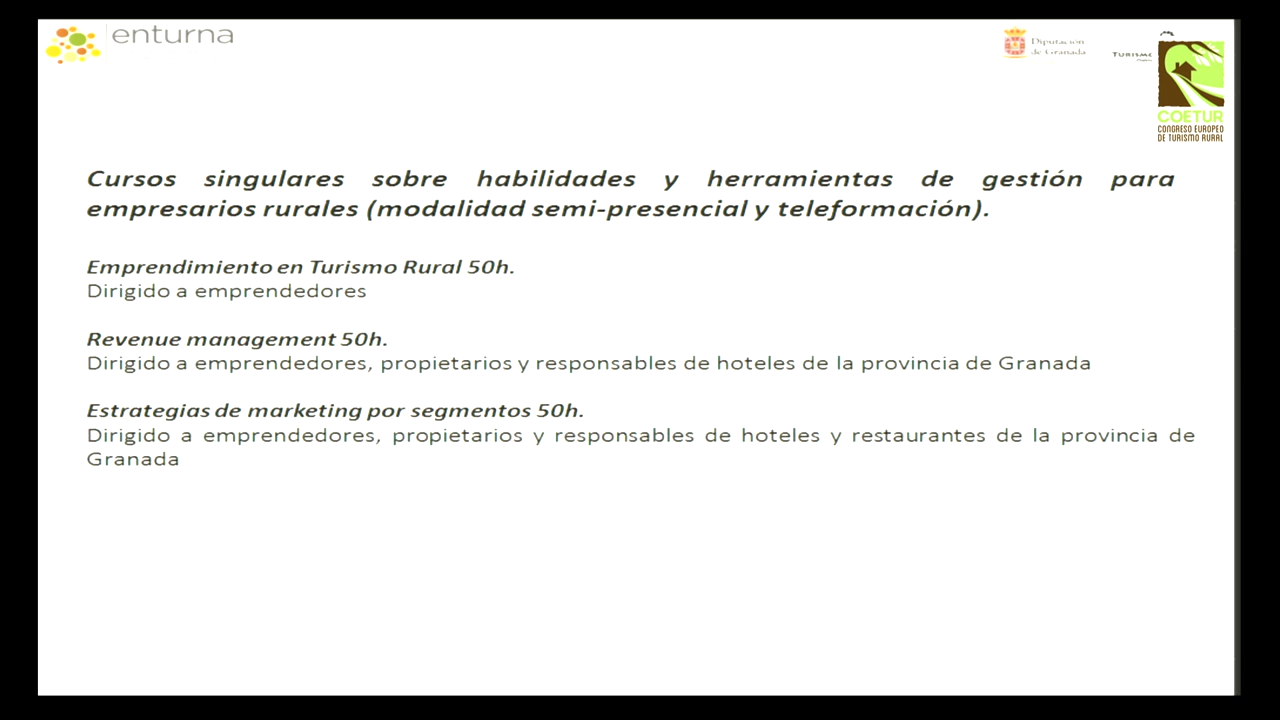 enturna
Diputación
de Granada
TURISMO
COETUR
CONGRESO EUROPEO
DE TURISMO RURAL
Cursos singulares sobre habilidades y herramientas de gestión para
empresarios rurales (modalidad semi-presencial y teleformación).
Emprendimiento en Turismo Rural 50h.
Dirigido a emprendedores
Revenue management 50h.
Dirigido a emprendedores, propietarios y responsables de hoteles de la provincia de Granada
Estrategias de marketing por segmentos 50h.
Dirigido a emprendedores, propietarios y responsables de hoteles y restaurantes de la provincia de
Granada